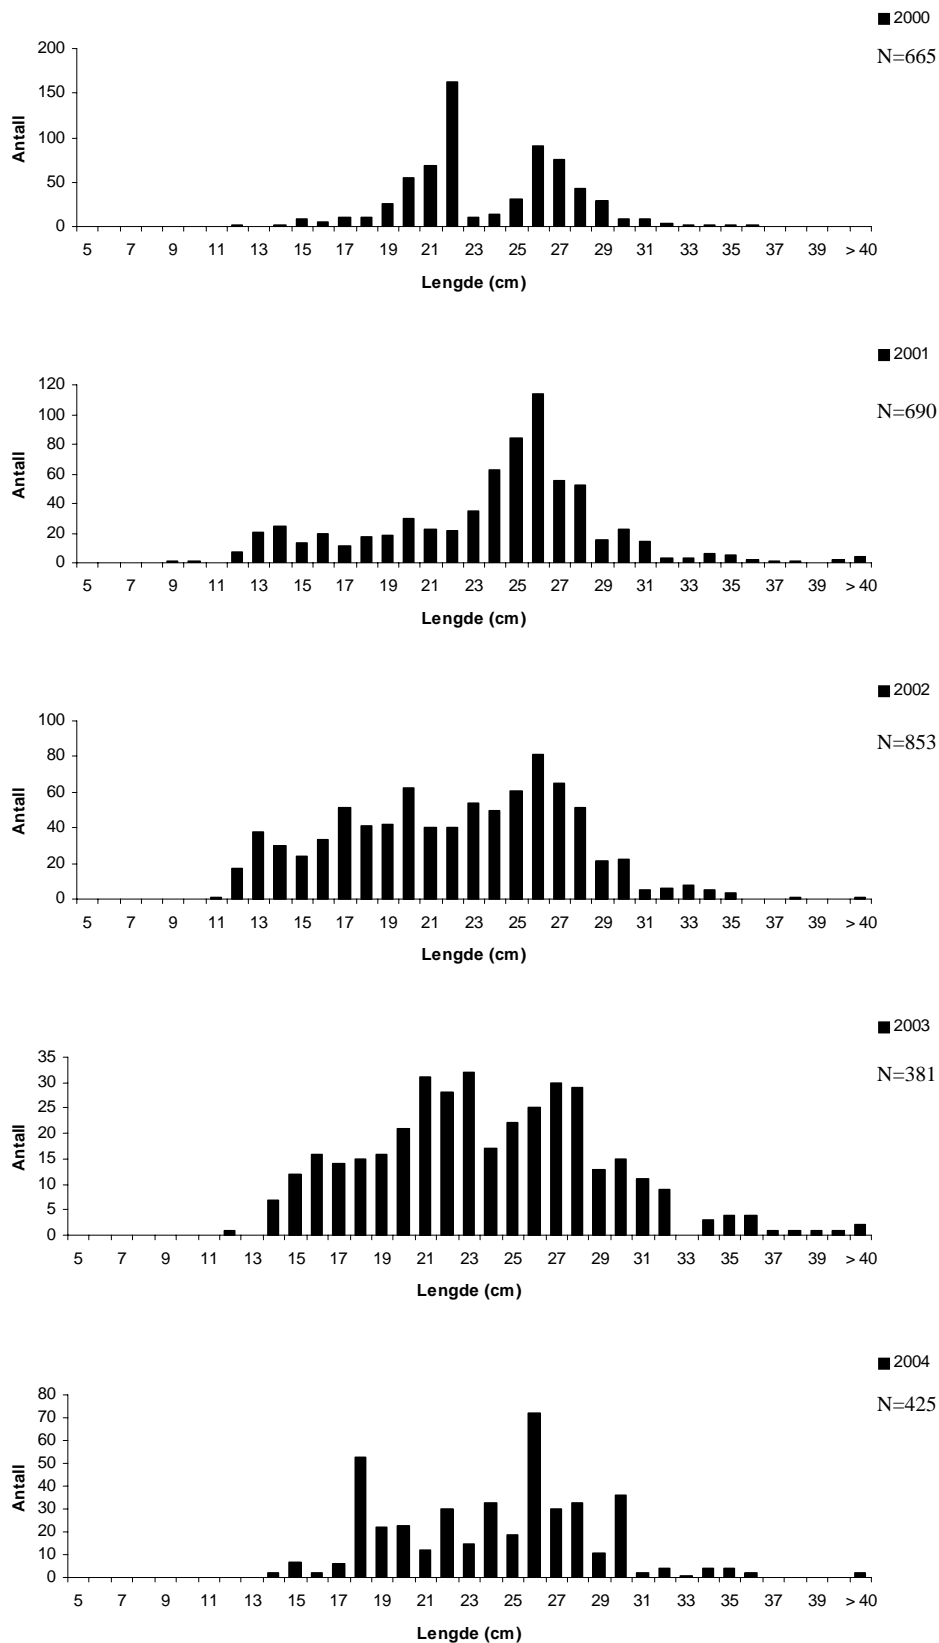 ■ 2000
N=665
200
150
100
50
0
Antall
5 7 9 11 13 15 17 19 21 23 25 27 29 31 33 35 37 39 > 40
Lengde (cm)
■ 2001
N=690
120
100
80
60
40
20
0
Antall
5 7 9 11 13 15 17 19 21 23 25 27 29 31 33 35 37 39 > 40
Lengde (cm)
■ 2002
N=853
100
80
60
40
20
0
Antall
5 7 9 11 13 15 17 19 21 23 25 27 29 31 33 35 37 39 > 40
Lengde (cm)
■ 2003
N=381
35
30
25
20
15
10
5
0
Antall
5 7 9 11 13 15 17 19 21 23 25 27 29 31 33 35 37 39 > 40
Lengde (cm)
■ 2004
N=425
80
70
60
50
40
30
20
10
0
Antall
5 7 9 11 13 15 17 19 21 23 25 27 29 31 33 35 37 39 > 40
Lengde (cm)